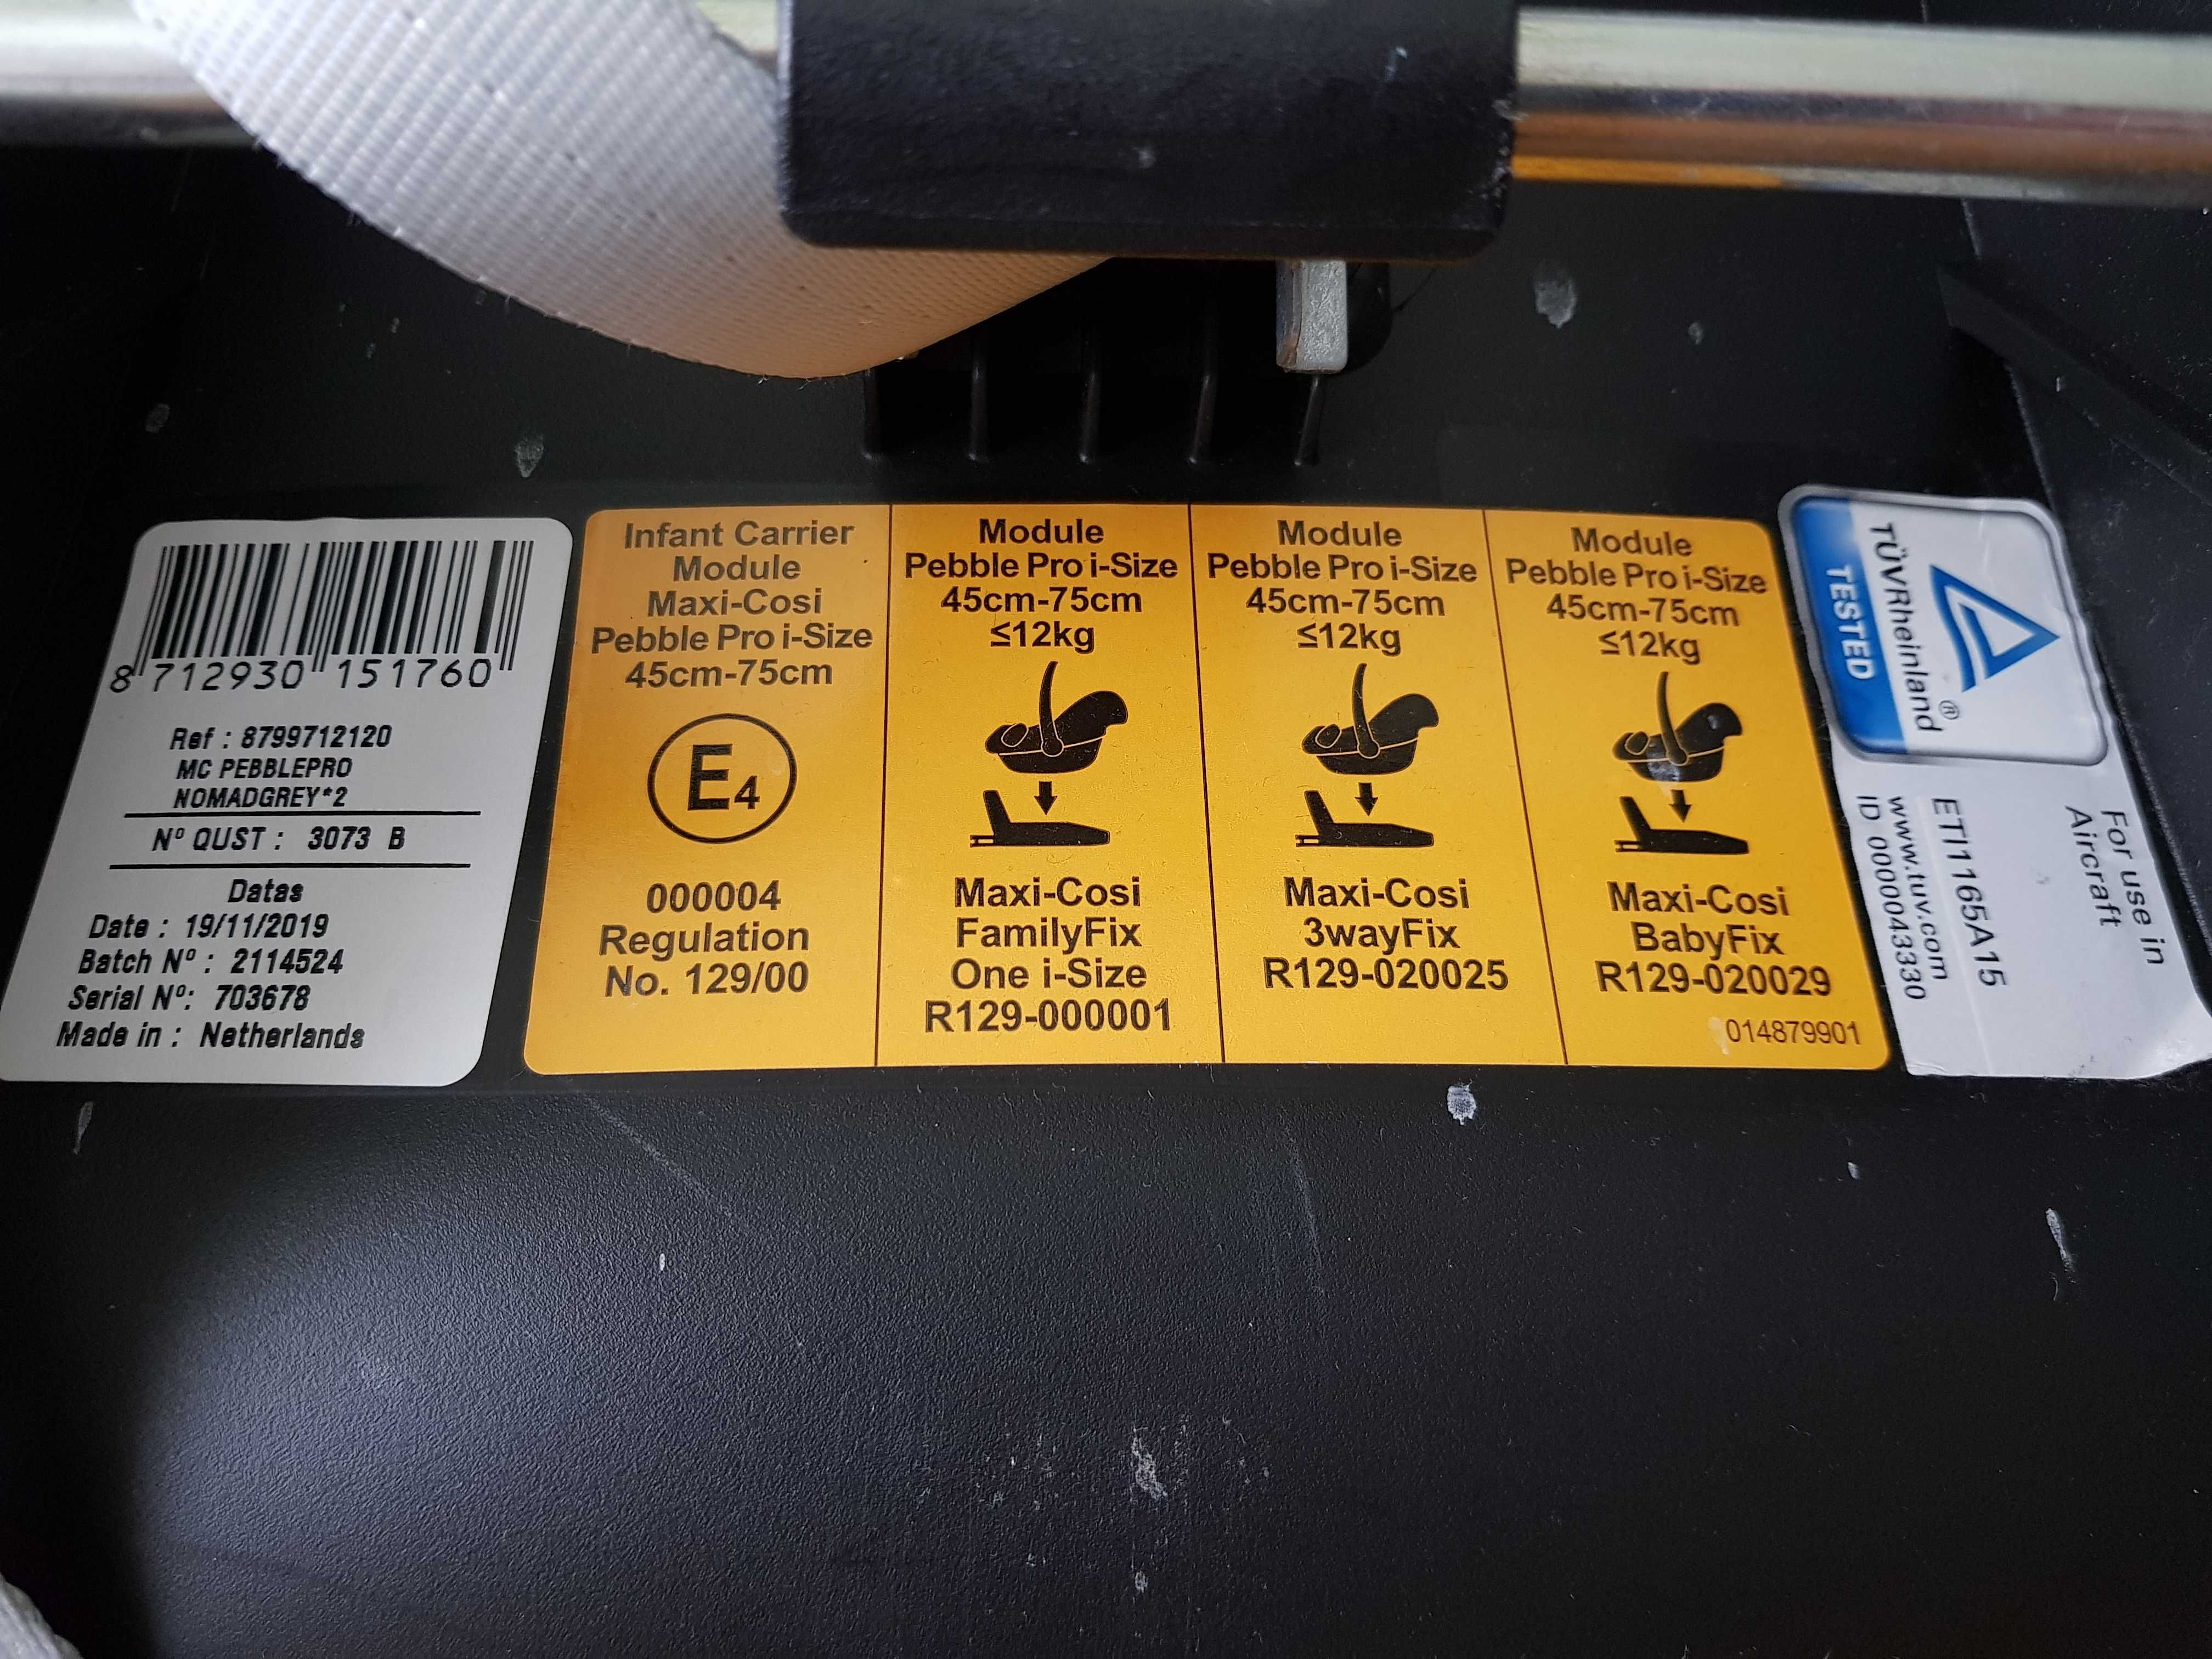 8 712930 151760
Ref : 8799712120
MC PEBBLEPRO
NOMADGREY*2
Nº QUST : 3073 B
Datas
Date : 19/11/2019
Batch Nº : 2114524
Serial Nº: 703678
Made in : Netherlands
Infant Carrier
Module
Maxi-Cosi
Pebble Pro i-Size
45cm-75cm
E4
000004
Regulation
No. 129/00
Module
Pebble Pro i-Size
45cm-75cm
≤12kg
Maxi-Cosi
FamilyFix
One i-Size
R129-000001
Module
Pebble Pro i-Size
45cm-75cm
≤12kg
Maxi-Cosi
3wayFix
R129-020025
Module
Pebble Pro i-Size
45cm-75cm
≤12kg
Maxi-Cosi
BabyFix
R129-020029
014879901
TÜVRheinland®
TESTED
For use in
Aircraft
ETI1165A15
www.tuv.com
ID 0000043330